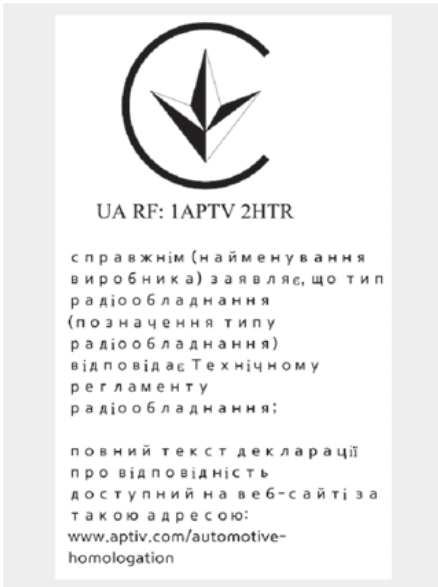 UA RF: 1APTV 2HTR
справжнім (найменування
виробника) заявляє, що тип
радіообладнання
(позначення типу
радіообладнання)
відповідає Технічному
регламенту
радіообладнання;
повний текст декларації
про відповідність
доступний на веб-сайті за
такою адресою:
www.aptiv.com/automotive-
homologation